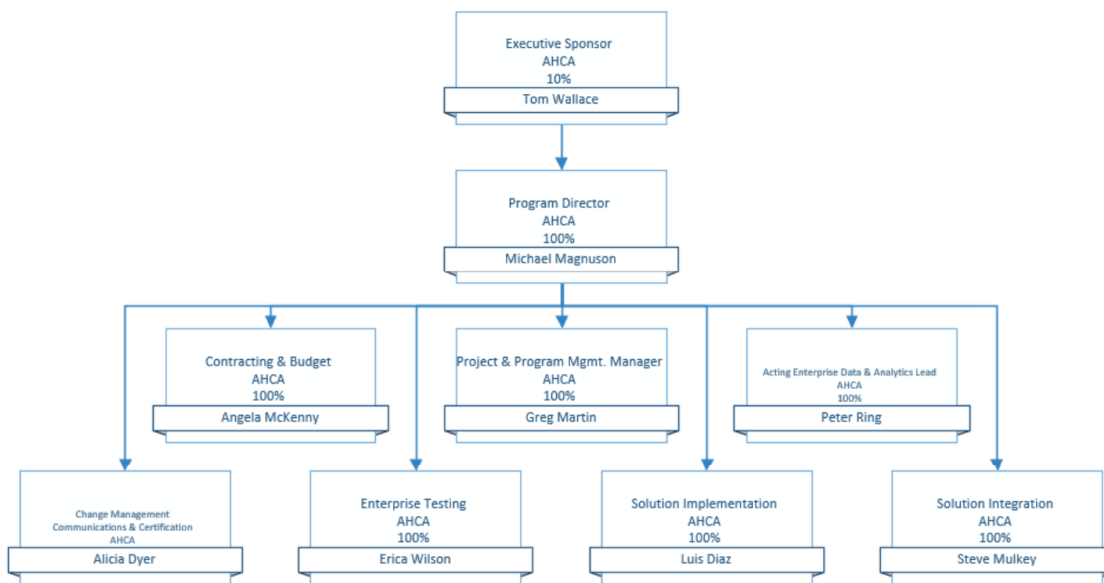 Executive Sponsor
AHCA
10%
Tom Wallace
Program Director
AHCA
100%
Michael Magnuson
Contracting & Budget
AHCA
100%
Angela McKenny
Project & Program Mgmt. Manager
AHCA
100%
Greg Martin
Acting Enterprise Data & Analytics Lead
AHCA
100%
Peter Ring
Change Management
Communications & Certification
AHCA
Alicia Dyer
Enterprise Testing
AHCA
100%
Erica Wilson
Solution Implementation
AHCA
100%
Luis Diaz
Solution Integration
AHCA
100%
Steve Mulkey